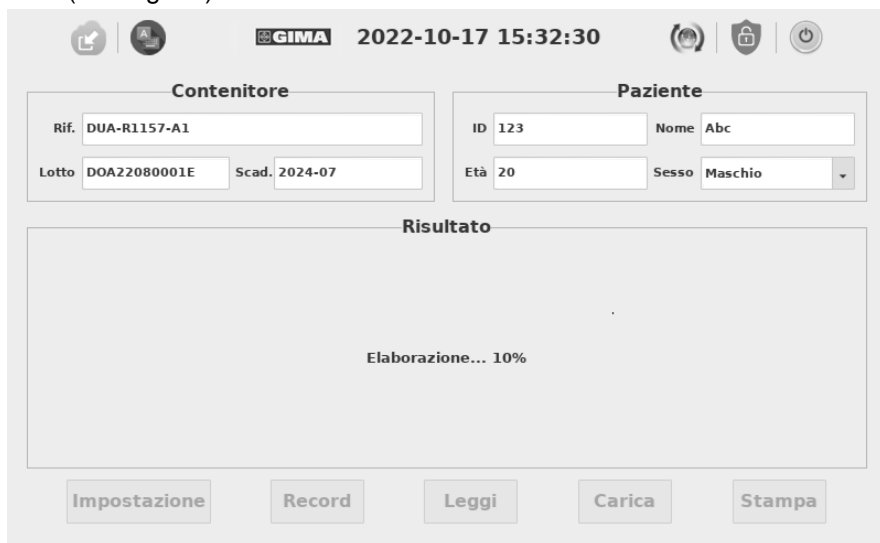 GIMA 2022-10-17 15:32:30
Contenitore
Rif. DUA-R1157-A1
Lotto DOA22080001E Scad. 2024-07
Paziente
ID 123 Nome Abc
Età 20 Sesso Maschio
Risultato
Elaborazione... 10%
Impostazione Record Leggi Carica Stampa